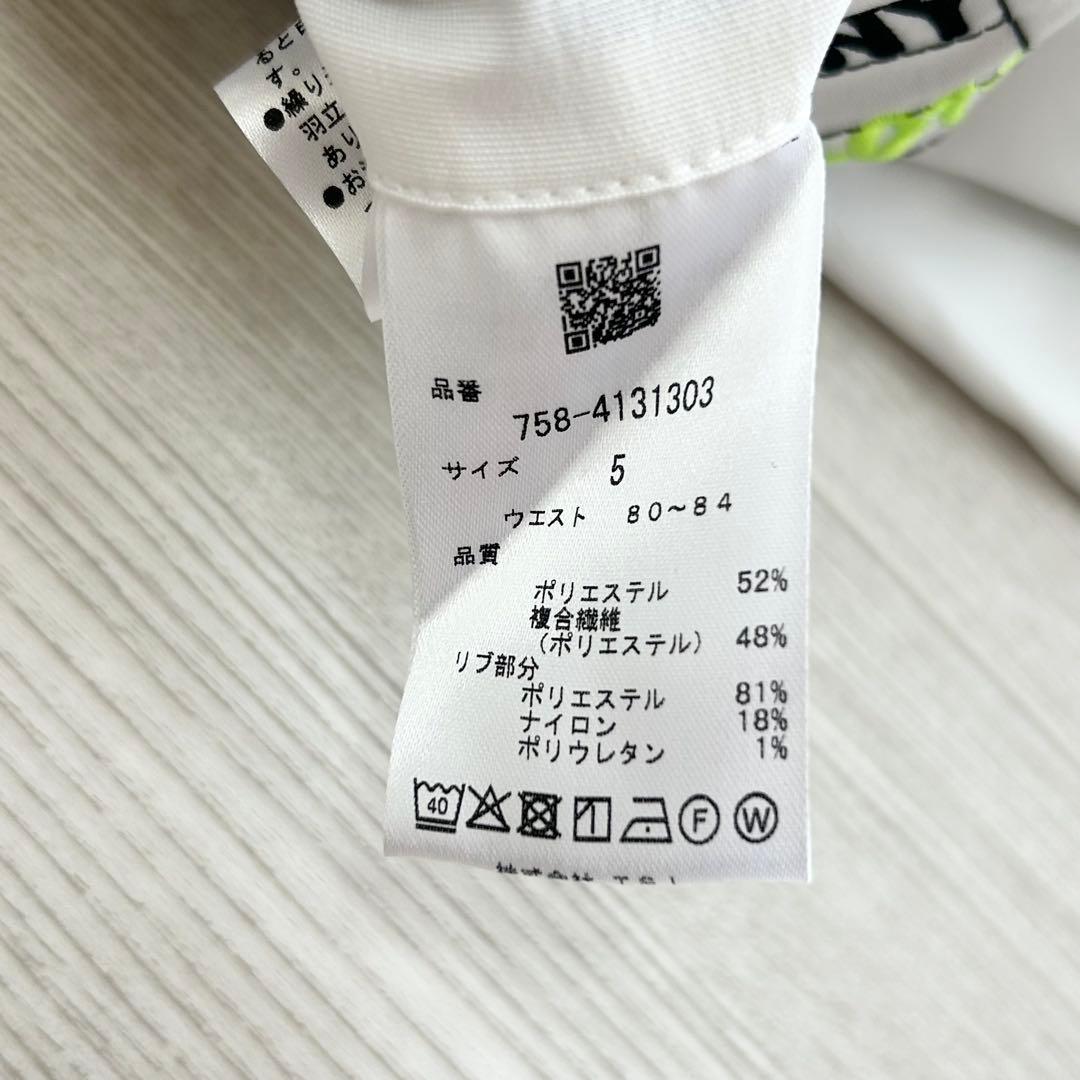 ると
す。
●繰り
羽立
あり
●お
NY
品番
758-4131303
サイズ 5
ウエスト 80～84
品質
ポリエステル 52%
複合繊維
(ポリエステル) 48%
リブ部分
ポリエステル 81%
ナイロン 18%
ポリウレタン 1%
40
F
W